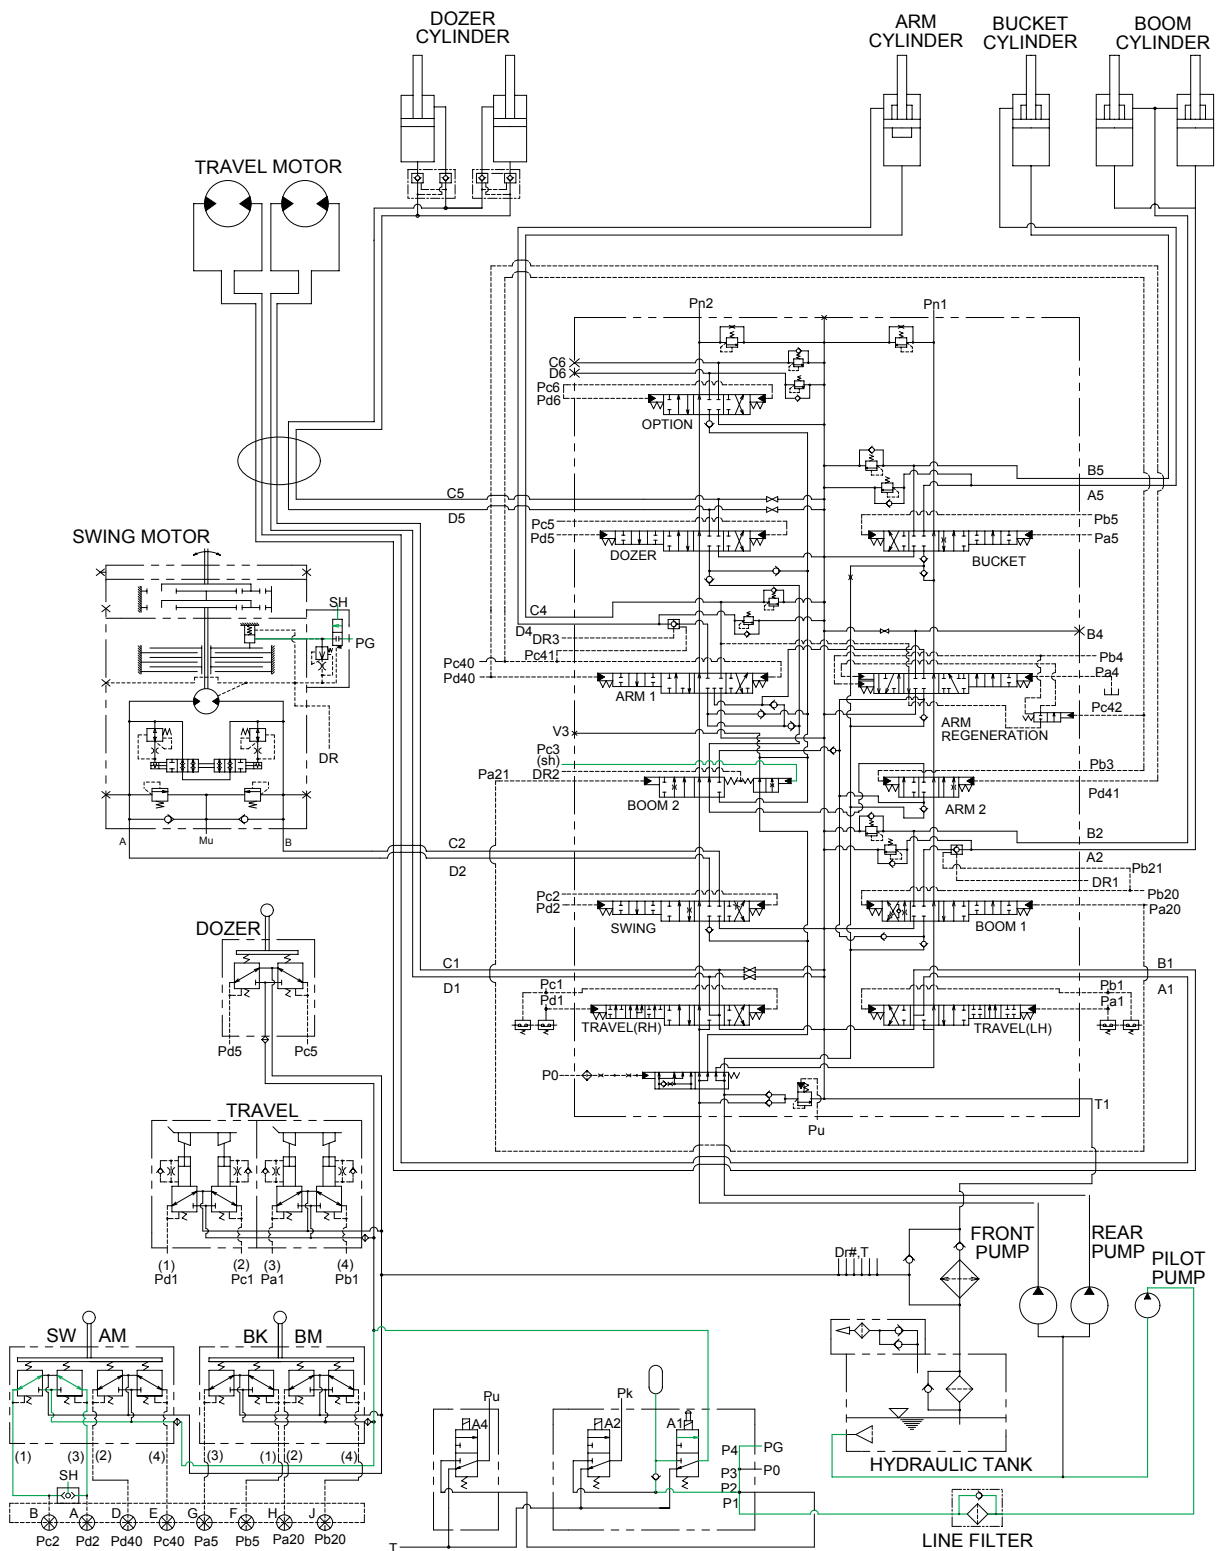 DOZER
CYLINDER
ARM
CYLINDER
BUCKET
CYLINDER
BOOM
CYLINDER
TRAVEL MOTOR
Pn2
Pn1
C6
D6
Pc6
Pd6
OPTION
B5
A5
C5
D5
Pc5
Pd5
DOZER
Pb5
Pa5
BUCKET
SWING MOTOR
SH
PG
C4
D4
DR3
Pc41
B4
Pc40
Pd40
ARM 1
Pb4
Pa4
Pc42
ARM
REGENERATION
DR
V3
Pc3
(sh)
Pa21
DR2
BOOM 2
Pb3
ARM 2
Pd41
A
Mu
B
C2
D2
B2
A2
Pb21
DR1
Pc2
Pd2
SWING
Pb20
Pa20
BOOM 1
DOZER
Pd5
Pc5
C1
D1
B1
A1
Pc1
Pd1
TRAVEL(RH)
Pb1
Pa1
TRAVEL(LH)
P0
Pu
T1
TRAVEL
(1)
Pd1
(2)
Pc1
(3)
Pa1
(4)
Pb1
Dr#,T
FRONT
PUMP
REAR
PUMP
PILOT
PUMP
SW
AM
BK
BM
(1)
(3)
(2)
(4)
(3)
(1)
(2)
(4)
SH
B
A
D
E
G
F
H
J
Pc2
Pd2
Pd40
Pc40
Pa5
Pb5
Pa20
Pb20
Pu
A4
Pk
A2
A1
P4
PG
P3
P0
P2
P1
T
HYDRAULIC TANK
LINE FILTER